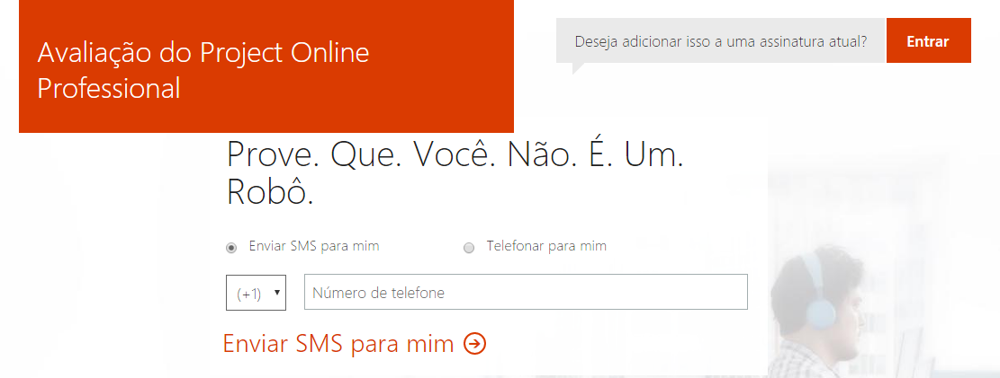 Avaliação do Project Online
Professional
Deseja adicionar isso a uma assinatura atual?
Entrar
Prove. Que. Você. Não. É. Um.
Robô.
Enviar SMS para mim
Telefonar para mim
(+1)
Número de telefone
Enviar SMS para mim